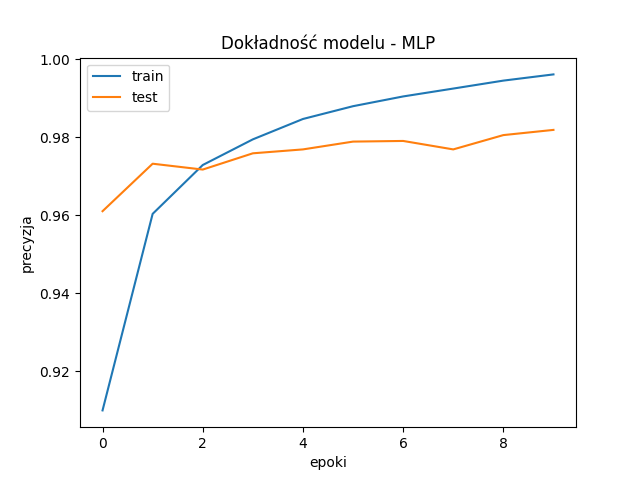 Dokładność modelu - MLP
1.00
0.98
0.96
0.94
0.92
precyzja
train
test
0 2 4 6 8
epoki